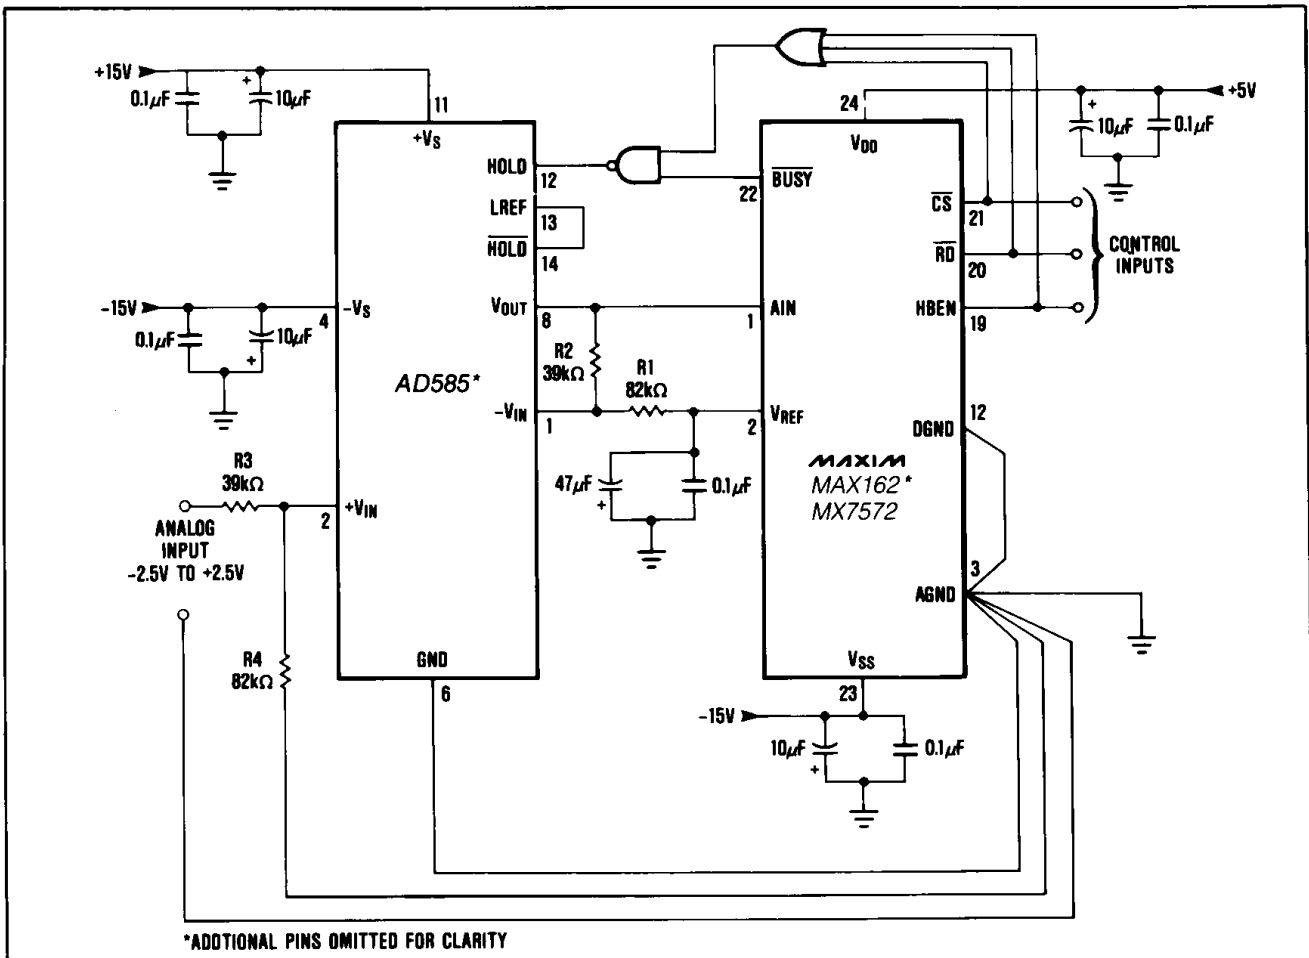 +15V
0.1µF
+
10µF
11
+VS
HOLD
12
LREF
13
HOLD
14
-15V
0.1µF
10µF
+
4
-VS
VOUT
8
AD585*
R2
39kΩ
R1
82kΩ
-VIN
1
R3
39kΩ
2
+VIN
ANALOG
INPUT
-2.5V TO +2.5V
47µF
+
0.1µF
R4
82kΩ
GND
6
24
VDD
+
10µF
0.1µF
+5V
22
BUSY
CS
21
RD
20
HBEN
19
CONTROL
INPUTS
1
AIN
2
VREF
12
DGND
MAXIM
MAX162*
MX7572
3
AGND
VSS
23
-15V
10µF
+
0.1µF
*ADDTIONAL PINS OMITTED FOR CLARITY